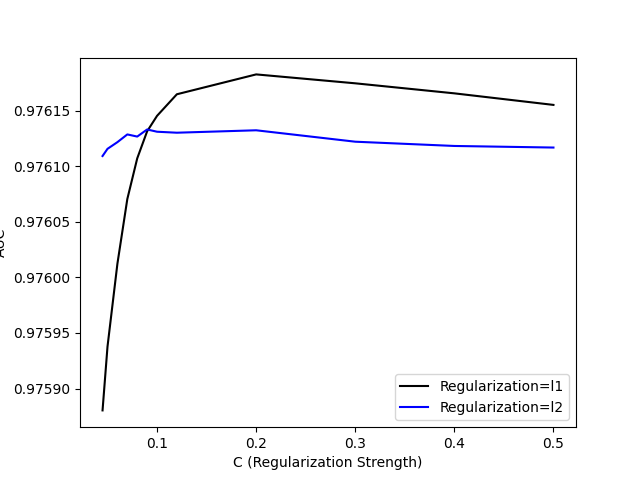 0.97615
0.97610
0.97605
0.97600
0.97595
0.97590
AUC
0.1 0.2 0.3 0.4 0.5
C (Regularization Strength)
Regularization=l1
Regularization=l2